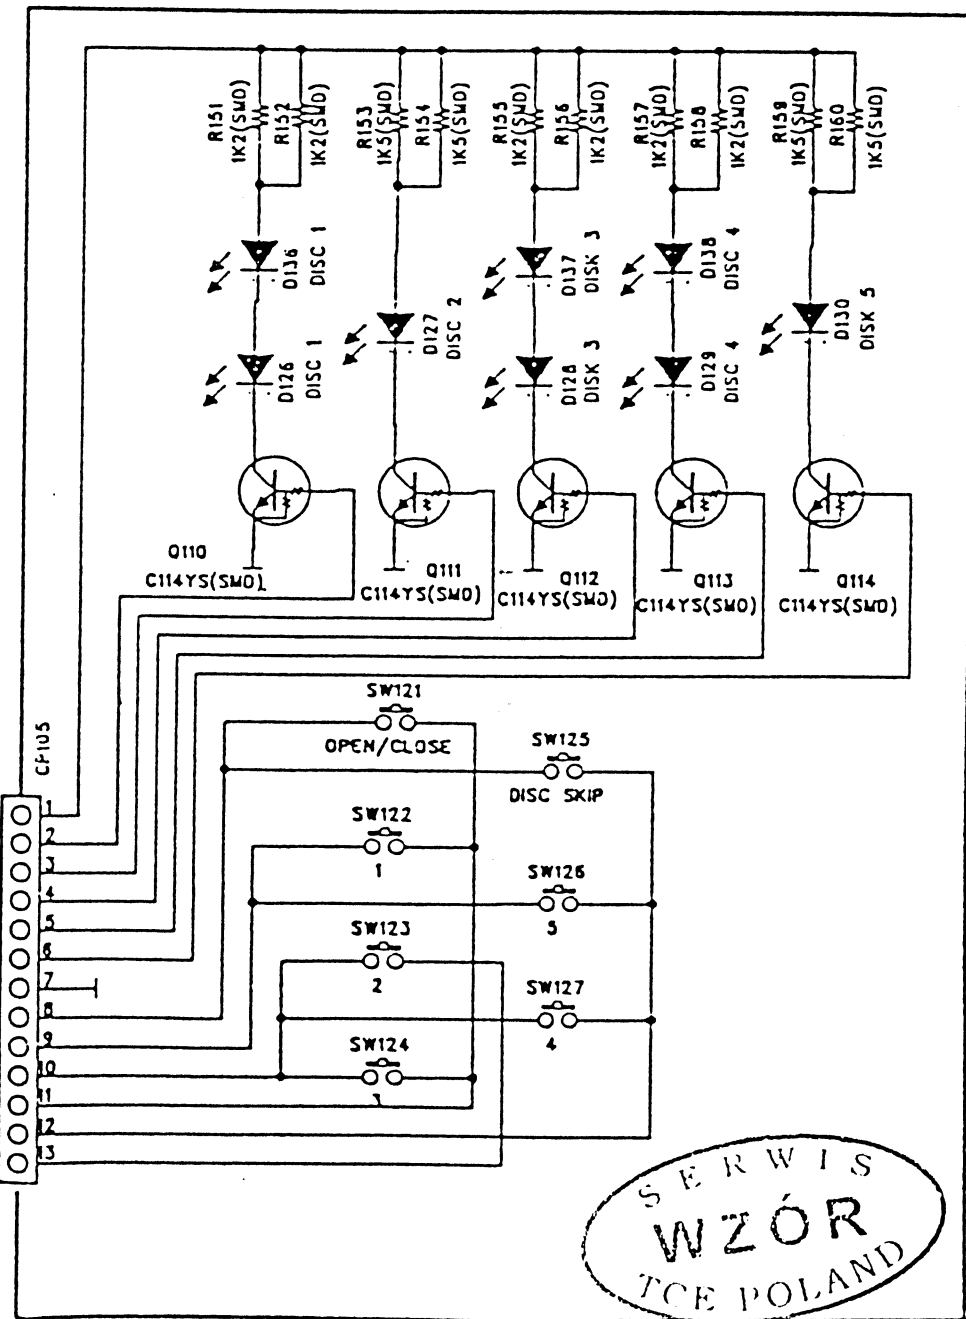 R151
1K2(SMD)
R152
1K2(SMD)
R153
1K5(SMD)
R154
1K5(SMD)
R155
1K2(SMD)
R156
1K2(SMD)
R157
1K2(SMD)
R158
1K2(SMD)
R159
1K5(SMD)
R160
1K5(SMD)
D136
DISC 1
D126
DISC 1
D127
DISC 2
D137
DISK 3
D128
DISK 3
D138
DISC 4
D129
DISC 4
D130
DISK 5
Q110
C114YS(SMD)
Q111
C114YS(SMD)
Q112
C114YS(SMD)
Q113
C114YS(SMD)
Q114
C114YS(SMD)
SW121
OPEN/CLOSE
SW125
DISC SKIP
SW122
1
SW126
5
SW123
2
SW127
4
SW124
3
CP105
1
2
3
4
5
6
7
8
9
10
11
12
13
SERWIS
WZÓR
TCE POLAND